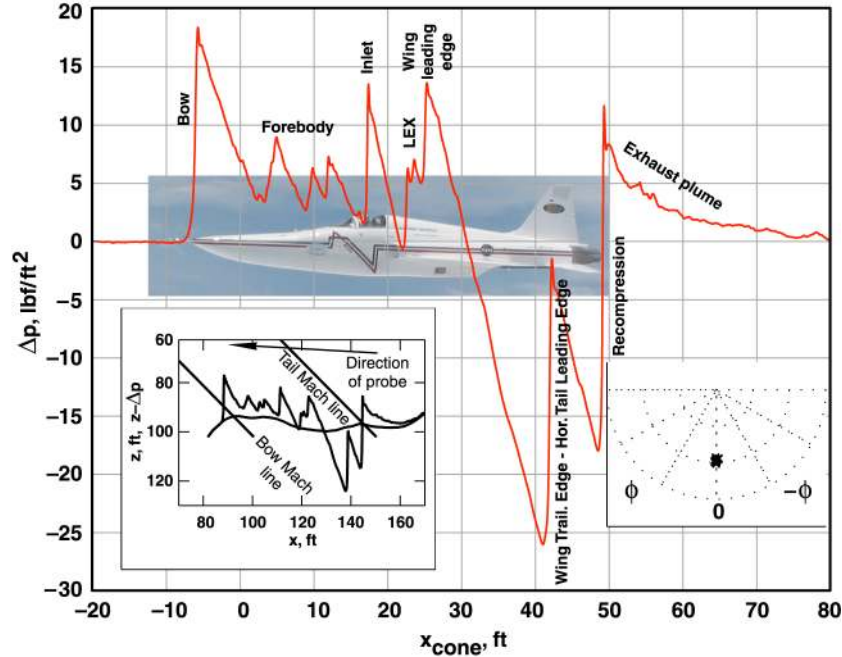 20
15
10
5
0
−5
−10
−15
−20
−25
−30
Δp, lbf/ft²
−20
−10
0
10
20
30
40
50
60
70
80
x_cone, ft
Bow
Forebody
Inlet
LEX
Wing
leading
edge
Wing Trail. Edge - Hor. Tail Leading Edge
Recompression
Exhaust plume
60
80
100
120
z, ft, z−Δp
80
100
120
140
160
x, ft
Tail Mach line
Direction
of probe
Bow Mach
line
ϕ
0
−ϕ